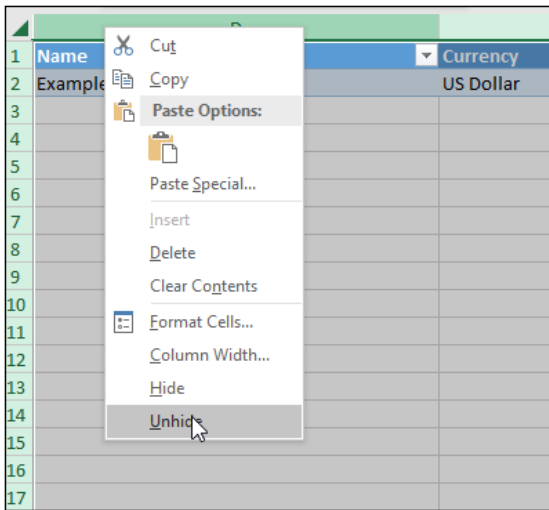 1 Name Currency
2 Example US Dollar
3
4
5
6
7
8
9
10
11
12
13
14
15
16
17
Cut
Copy
Paste Options:
Paste Special...
Insert
Delete
Clear Contents
Format Cells...
Column Width...
Hide
Unhide